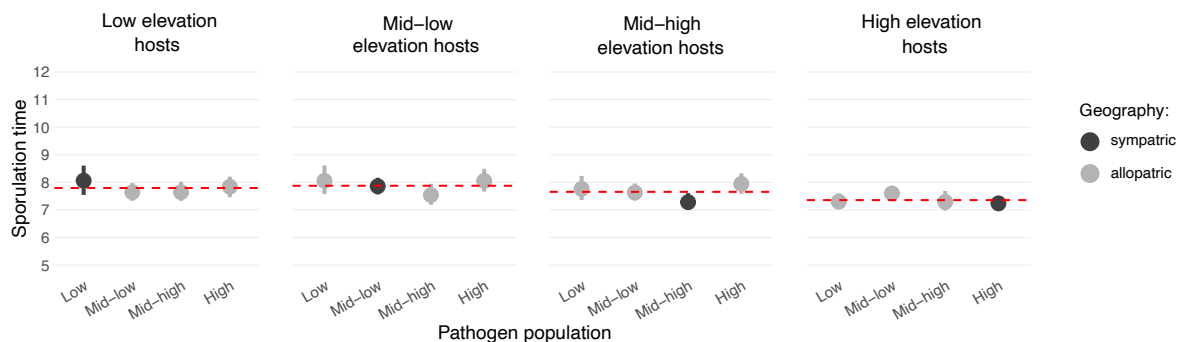 Low elevation
hosts
Mid−low
elevation hosts
Mid−high
elevation hosts
High elevation
hosts
Sporulation time
12
11
10
9
8
7
6
5
Low
Mid−low
Mid−high
High
Low
Mid−low
Mid−high
High
Low
Mid−low
Mid−high
High
Low
Mid−low
Mid−high
High
Pathogen population
Geography:
sympatric
allopatric